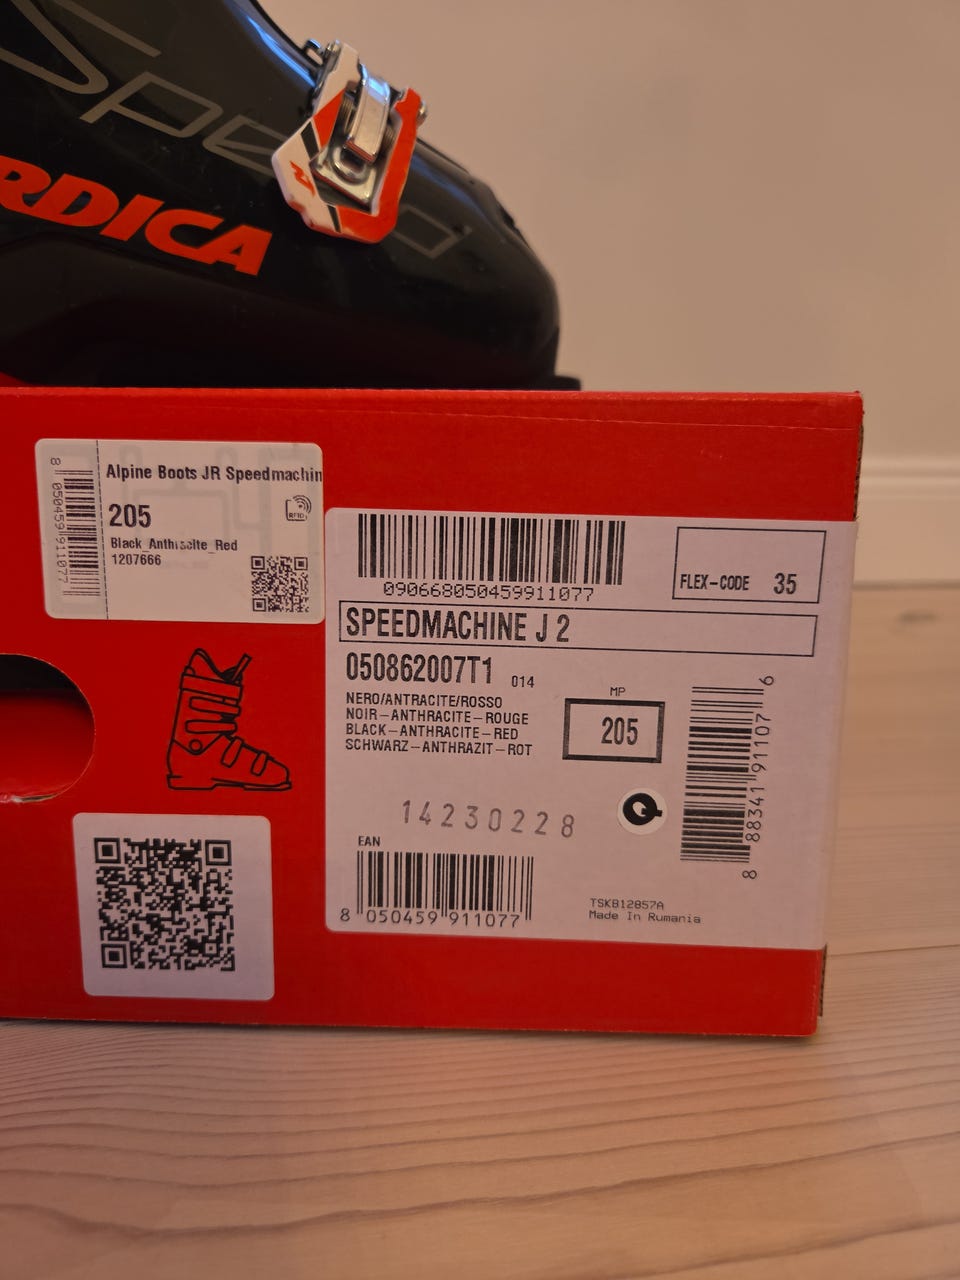 Speed
RDICA
Alpine Boots JR Speedmachin
205
RFID
Black_Anthracite_Red
1207666
8 050459 911077
090668050459911077
FLEX-CODE 35
SPEEDMACHINE J 2
050862007T1 014
NERO/ANTRACITE/ROSSO
NOIR-ANTHRACITE-ROUGE
BLACK-ANTHRACITE-RED
SCHWARZ-ANTHRAZIT-ROT
MP
205
14230228
Q
EAN
8 050459 911077
8 88341 91107 6
TSKB12857A
Made In Rumania